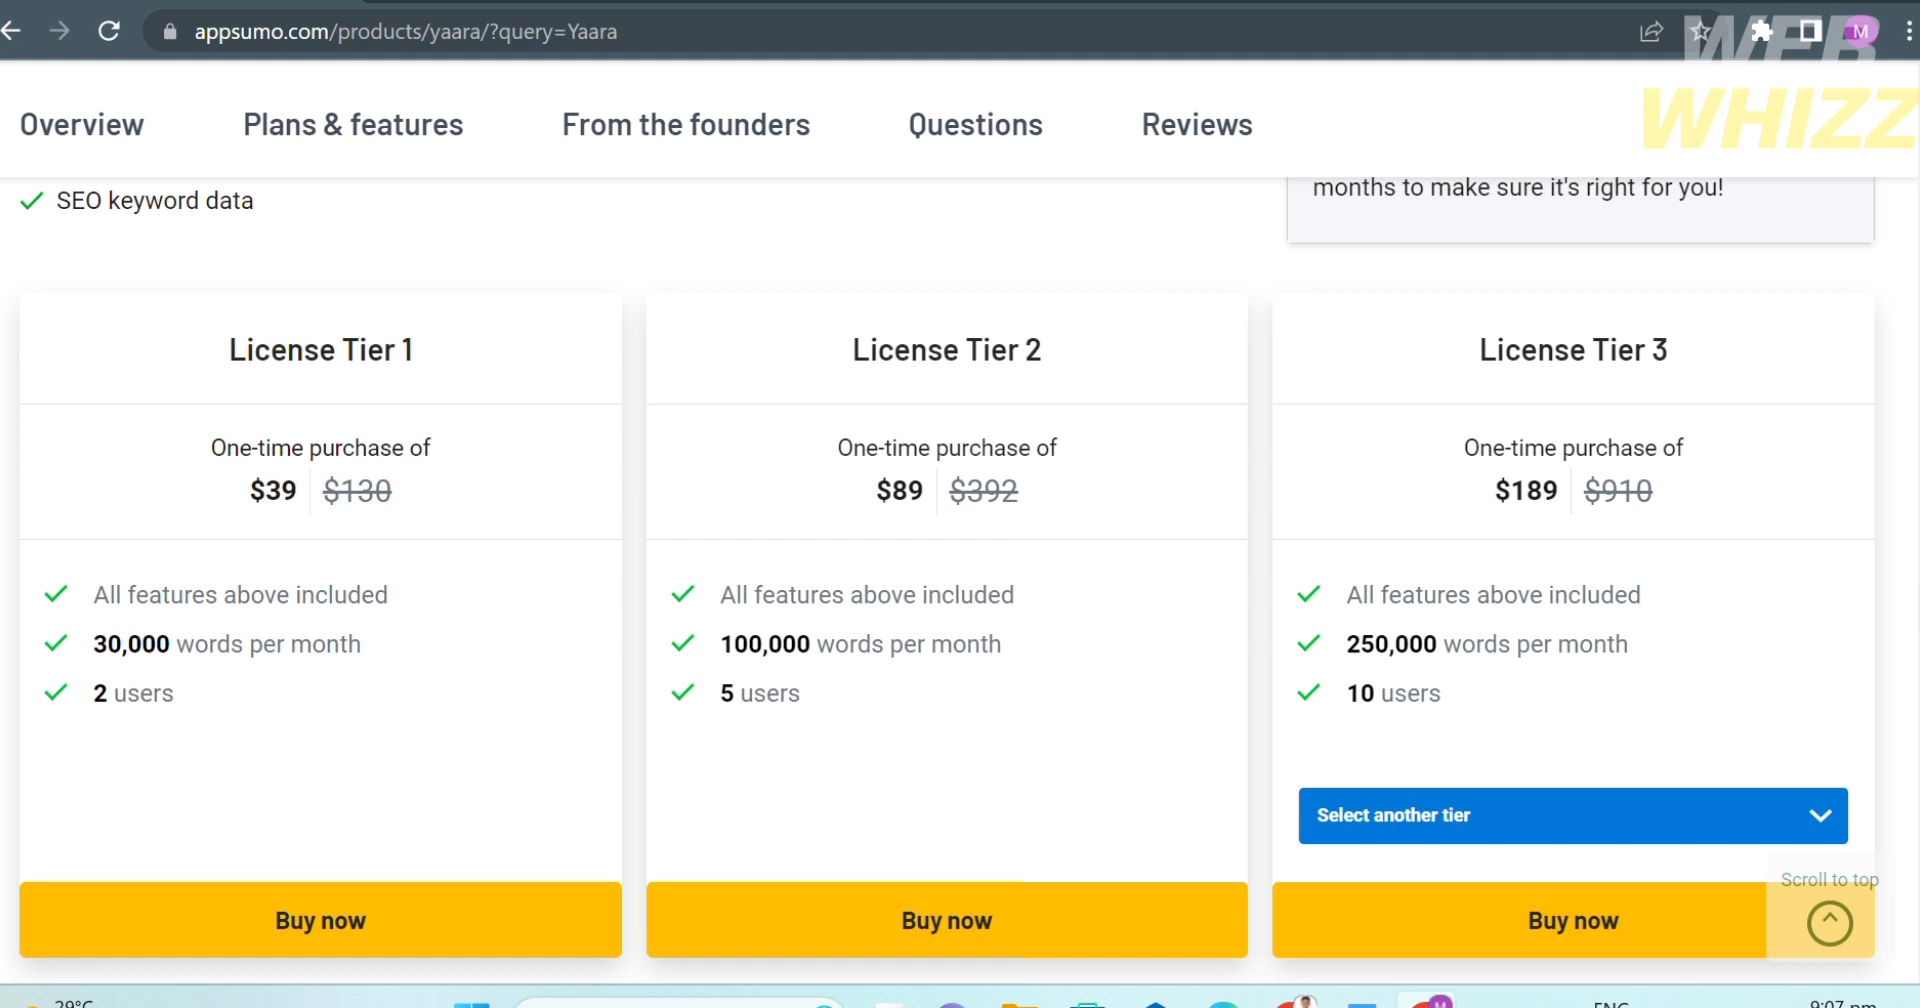 appsumo.com/products/yaara/?query=Yaara
M
WEB
WHIZZ
Overview Plans & features From the founders Questions Reviews
SEO keyword data
months to make sure it's right for you!
License Tier 1
One-time purchase of
$39 $130
All features above included
30,000 words per month
2 users
Buy now
License Tier 2
One-time purchase of
$89 $392
All features above included
100,000 words per month
5 users
Buy now
License Tier 3
One-time purchase of
$189 $910
All features above included
250,000 words per month
10 users
Select another tier
Buy now
Scroll to top
29°C
M
ENG
9:07 pm